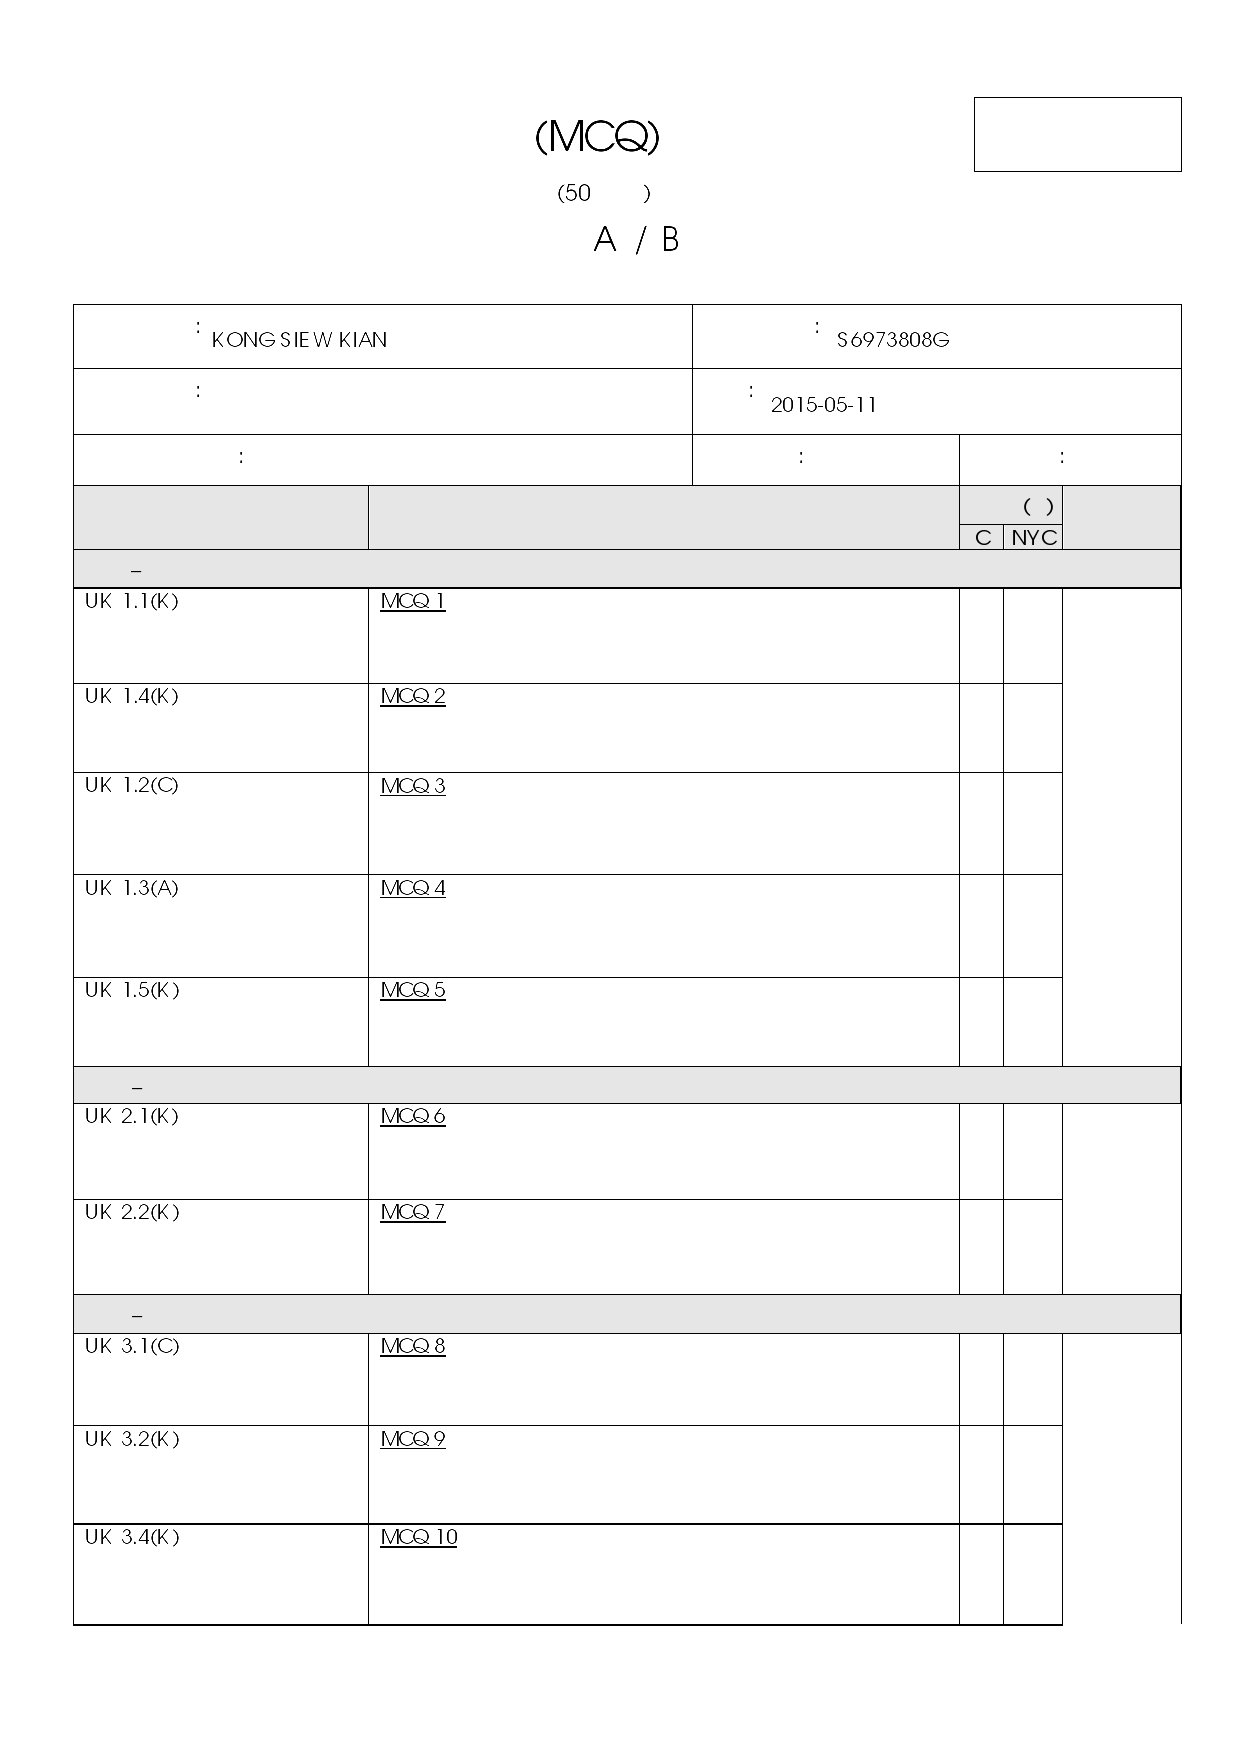 (MCQ)
(50 )
A / B
: KONG SIEW KIAN : S6973808G
: : 2015-05-11
: : :
( )
C NYC
–
UK 1.1(K) MCQ 1
UK 1.4(K) MCQ 2
UK 1.2(C) MCQ 3
UK 1.3(A) MCQ 4
UK 1.5(K) MCQ 5
–
UK 2.1(K) MCQ 6
UK 2.2(K) MCQ 7
–
UK 3.1(C) MCQ 8
UK 3.2(K) MCQ 9
UK 3.4(K) MCQ 10